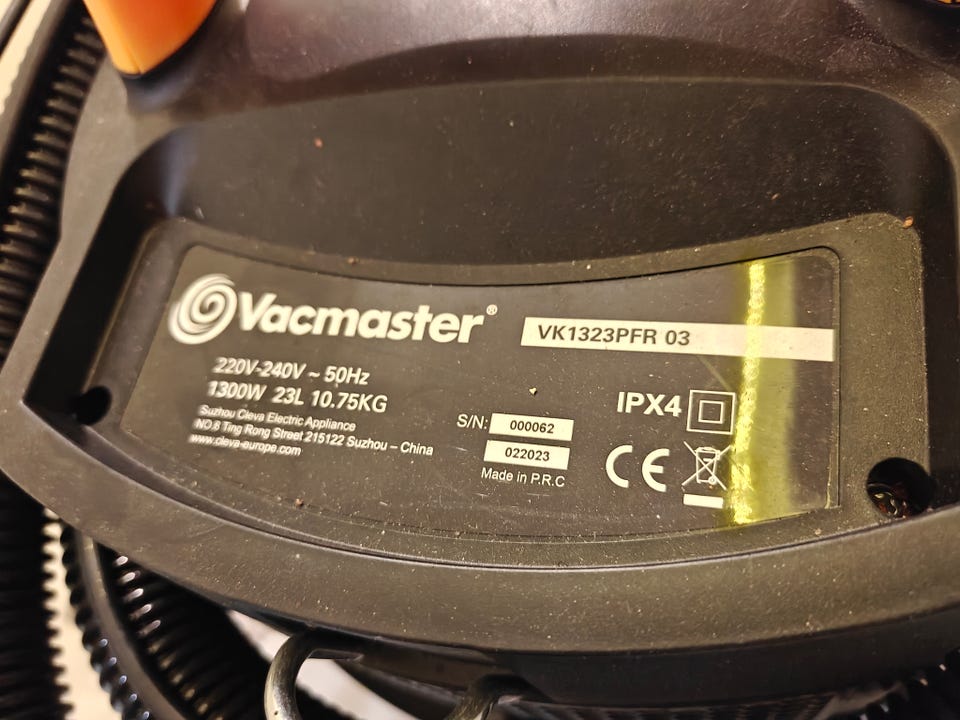 Vacmaster®
VK1323PFR 03
220V-240V ~ 50Hz
1300W 23L 10.75KG
Suzhou Cleva Electric Appliance
NO.8 Ting Rong Street 215122 Suzhou – China
www.cleva-europe.com
S/N: 000062
022023
Made in P.R.C
IPX4
CE